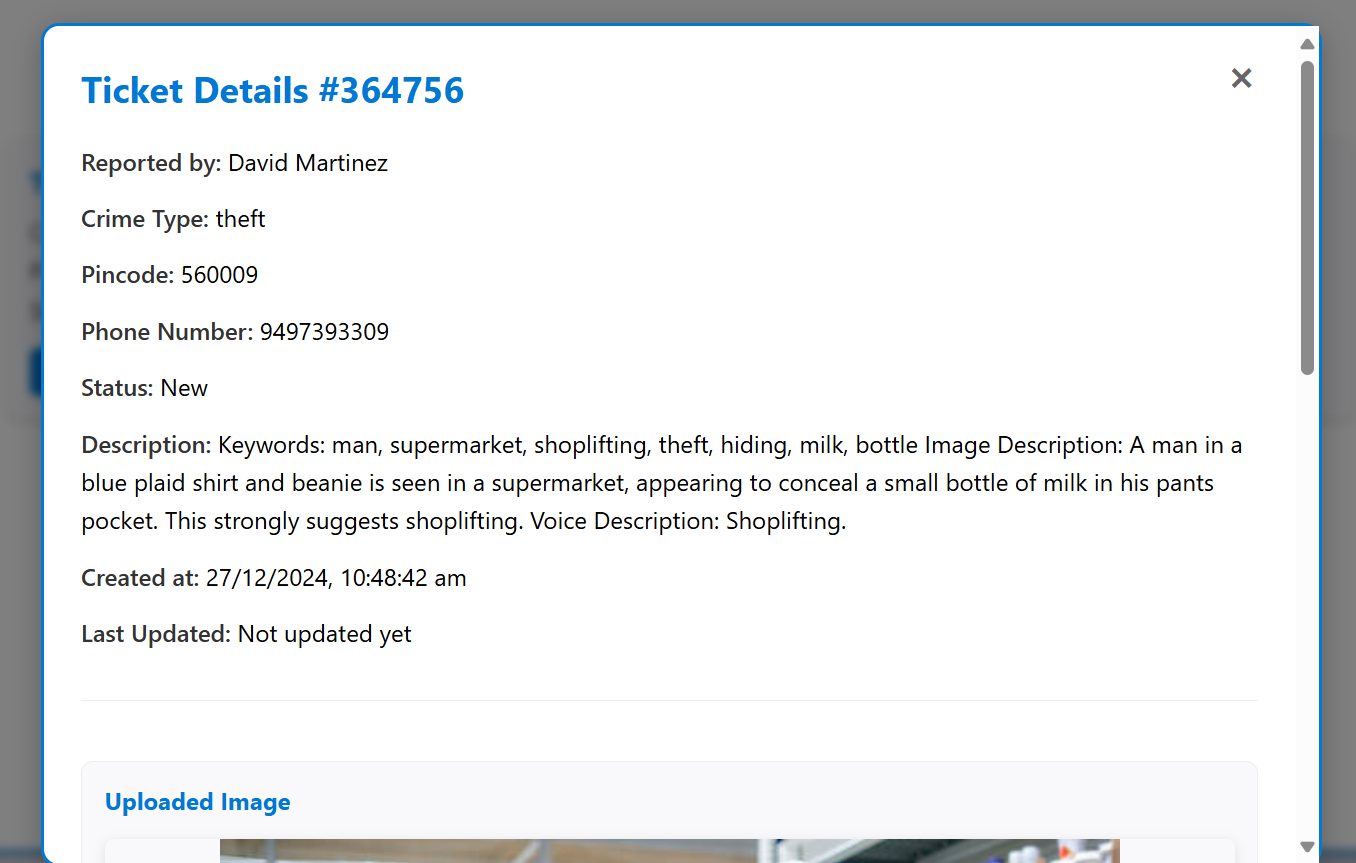 Ticket Details #364756
Reported by: David Martinez
Crime Type: theft
Pincode: 560009
Phone Number: 9497393309
Status: New
Description: Keywords: man, supermarket, shoplifting, theft, hiding, milk, bottle Image Description: A man in a
blue plaid shirt and beanie is seen in a supermarket, appearing to conceal a small bottle of milk in his pants
pocket. This strongly suggests shoplifting. Voice Description: Shoplifting.
Created at: 27/12/2024, 10:48:42 am
Last Updated: Not updated yet
Uploaded Image